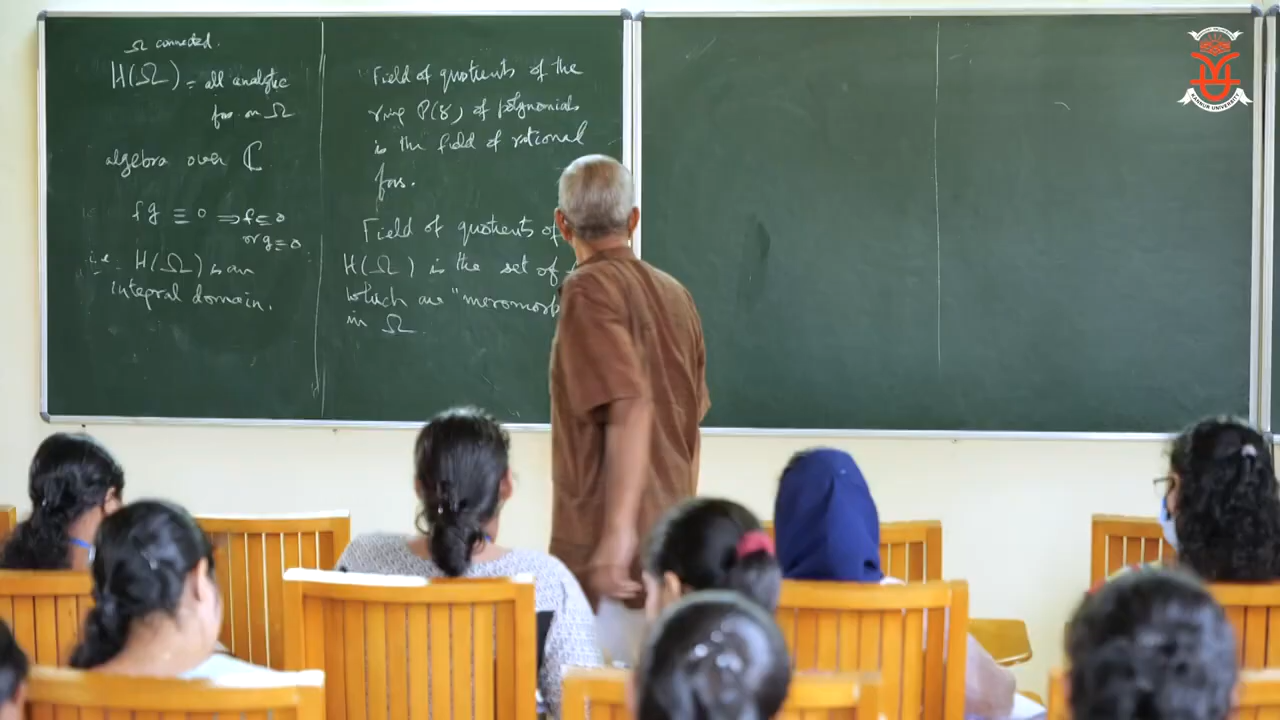 Ω connected.
H(Ω) = all analytic
fns on Ω
algebra over ℂ
fg ≡ 0 ⇒ f ≡ 0
or g ≡ 0
i.e. H(Ω) is an
integral domain.
Field of quotients of the
ring P(z) of polynomials
is the field of rational
fns.
Field of quotients of
H(Ω) is the set of
which are "meromorp
in Ω
KANNUR UNIVERSITY